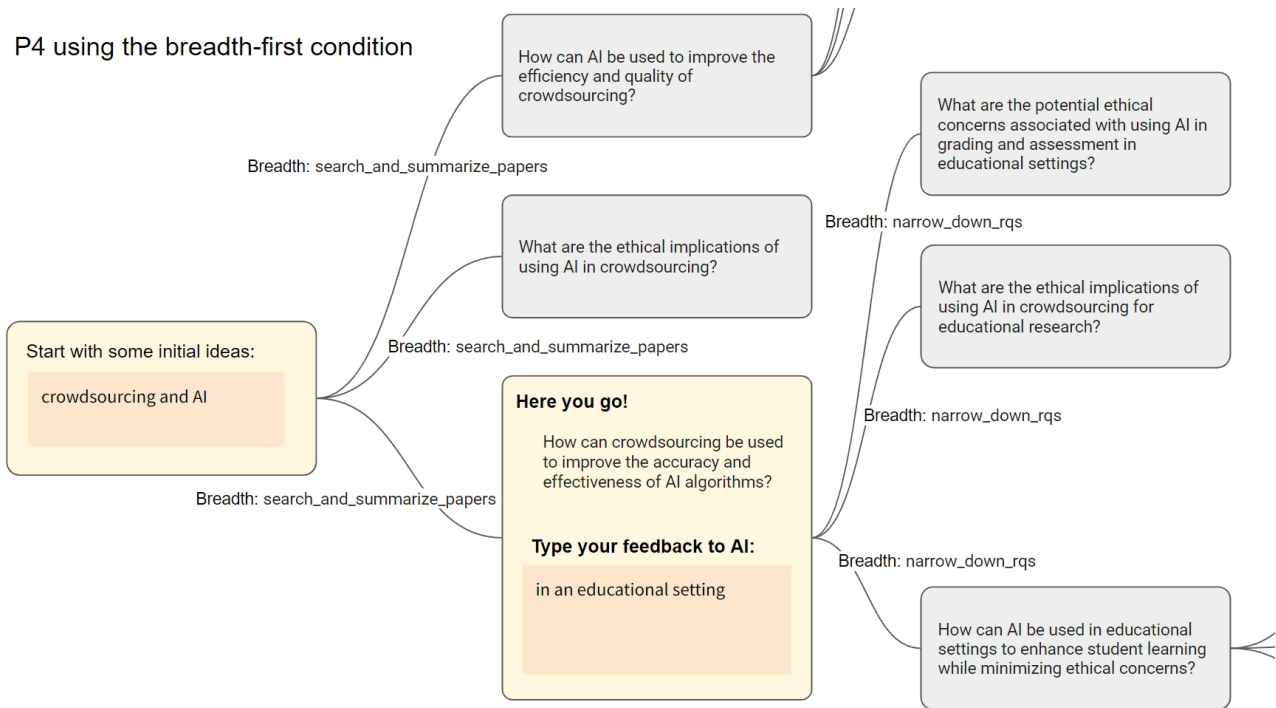 P4 using the breadth-first condition
How can AI be used to improve the
efficiency and quality of
crowdsourcing?
Breadth: search_and_summarize_papers
What are the ethical implications of
using AI in crowdsourcing?
Breadth: search_and_summarize_papers
Start with some initial ideas:
crowdsourcing and AI
Breadth: search_and_summarize_papers
Here you go!
How can crowdsourcing be used
to improve the accuracy and
effectiveness of AI algorithms?
Type your feedback to AI:
in an educational setting
What are the potential ethical
concerns associated with using AI in
grading and assessment in
educational settings?
Breadth: narrow_down_rqs
What are the ethical implications of
using AI in crowdsourcing for
educational research?
Breadth: narrow_down_rqs
Breadth: narrow_down_rqs
How can AI be used in educational
settings to enhance student learning
while minimizing ethical concerns?